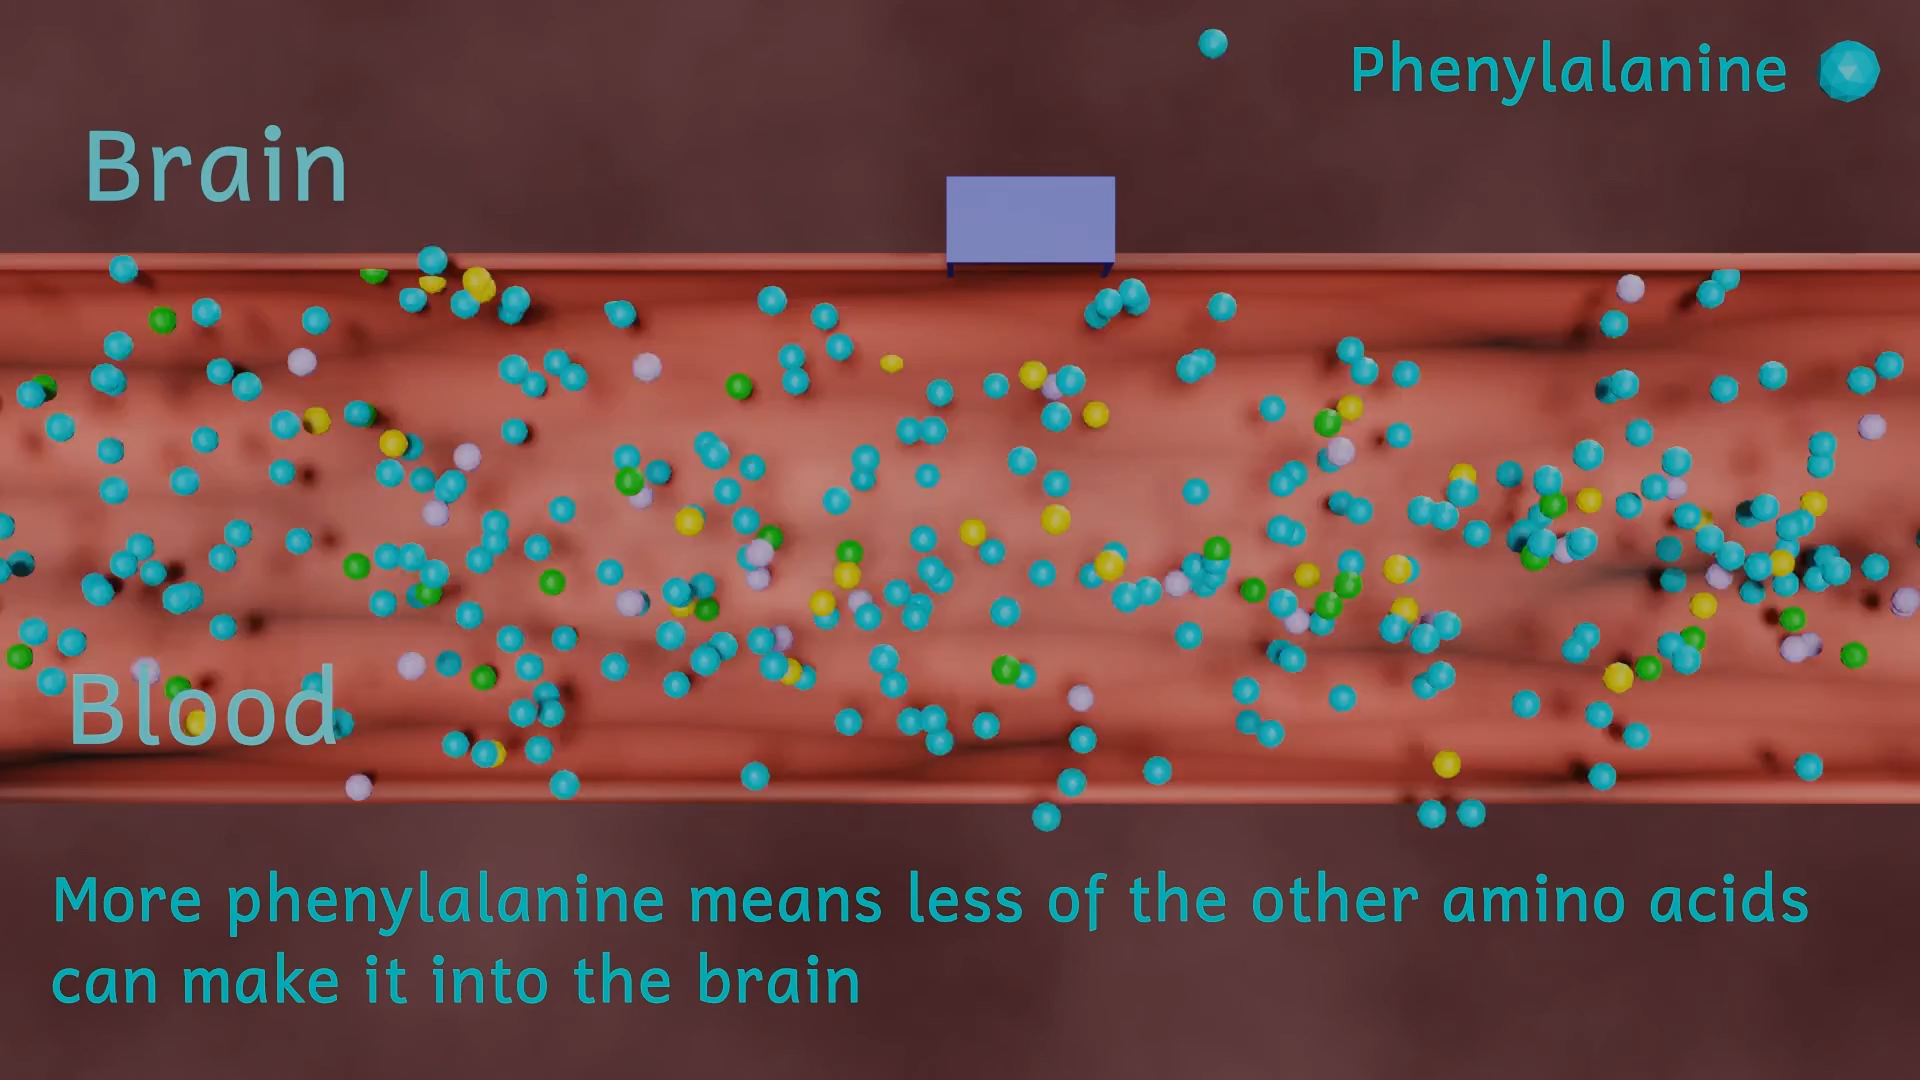 Phenylalanine
Brain
Blood
More phenylalanine means less of the other amino acids
can make it into the brain